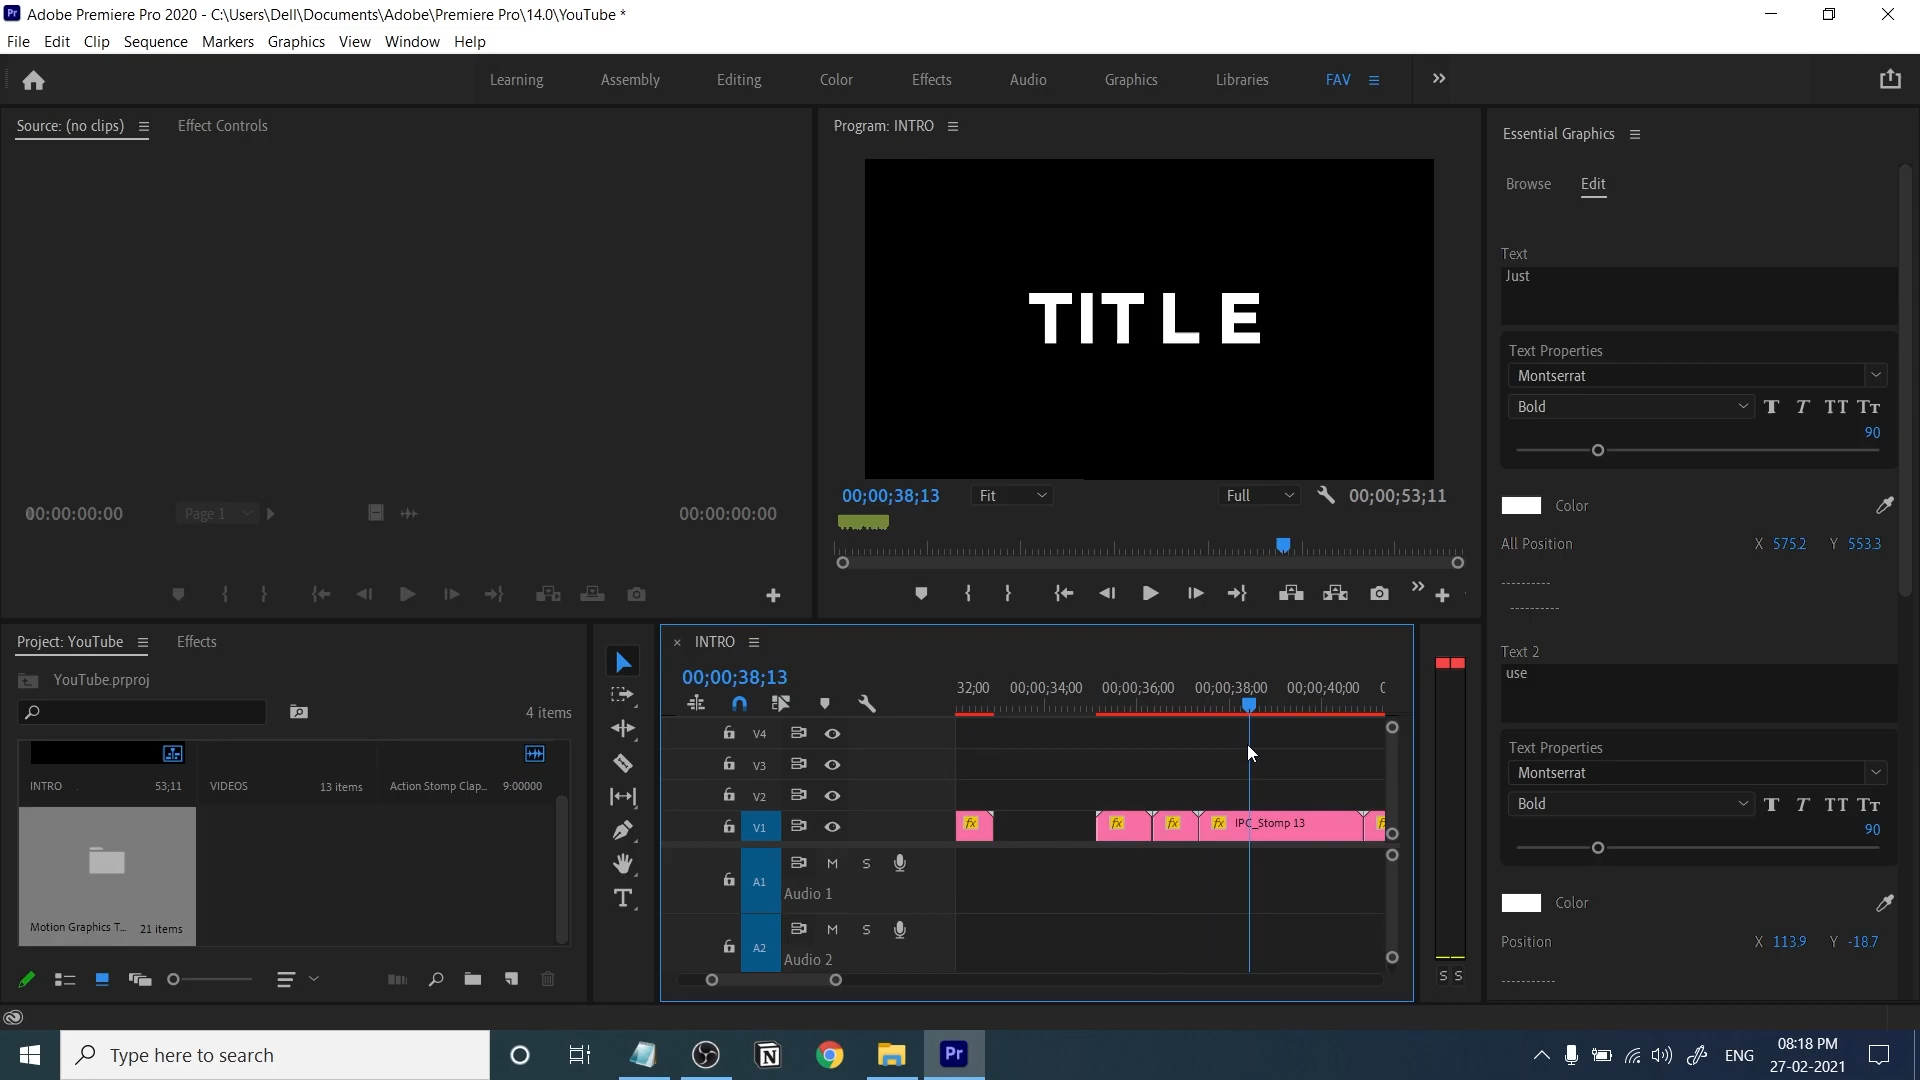 Adobe Premiere Pro 2020 - C:\Users\Dell\Documents\Adobe\Premiere Pro\14.0\YouTube *
File Edit Clip Sequence Markers Graphics View Window Help
Learning Assembly Editing Color Effects Audio Graphics Libraries FAV
Source: (no clips) Effect Controls
Program: INTRO
Essential Graphics
Browse Edit
TITLE
Text
Just
Text Properties
Montserrat
Bold
90
Color
All Position X 575.2 Y 553.3
----------
----------
Text 2
use
Text Properties
Montserrat
Bold
90
Color
Position X 113.9 Y -18.7
----------
00;00;38;13 Fit Full 00;00;53;11
00:00:00:00 Page 1 00:00:00:00
Project: YouTube Effects
YouTube.prproj
4 items
INTRO 53;11 VIDEOS 13 items Action Stomp Clap... 9:00000
Motion Graphics T... 21 items
INTRO
00;00;38;13
32;00 00;00;34;00 00;00;36;00 00;00;38;00 00;00;40;00
V4
V3
V2
V1 fx fx fx IPC_Stomp 13
A1 M S
Audio 1
A2 M S
Audio 2
S S
Type here to search
Pr
ENG
08:18 PM
27-02-2021